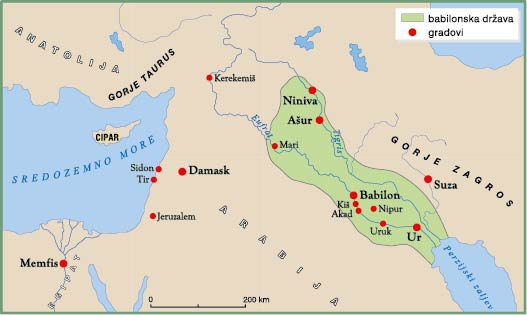 babilonska država
gradovi
ANATOLIJA
GORJE TAURUS
Kerekemiš
Niniva
Ašur
CIPAR
Eufrat
Tigris
Mari
GORJE ZAGROS
SREDOZEMNO MORE
Sidon
Tir
Damask
Suza
Babilon
Kiš
Akad
Nipur
Jeruzalem
Uruk
Ur
ARABIJA
Memfis
EGIPAT
Perzijski zaljev
0
200 km